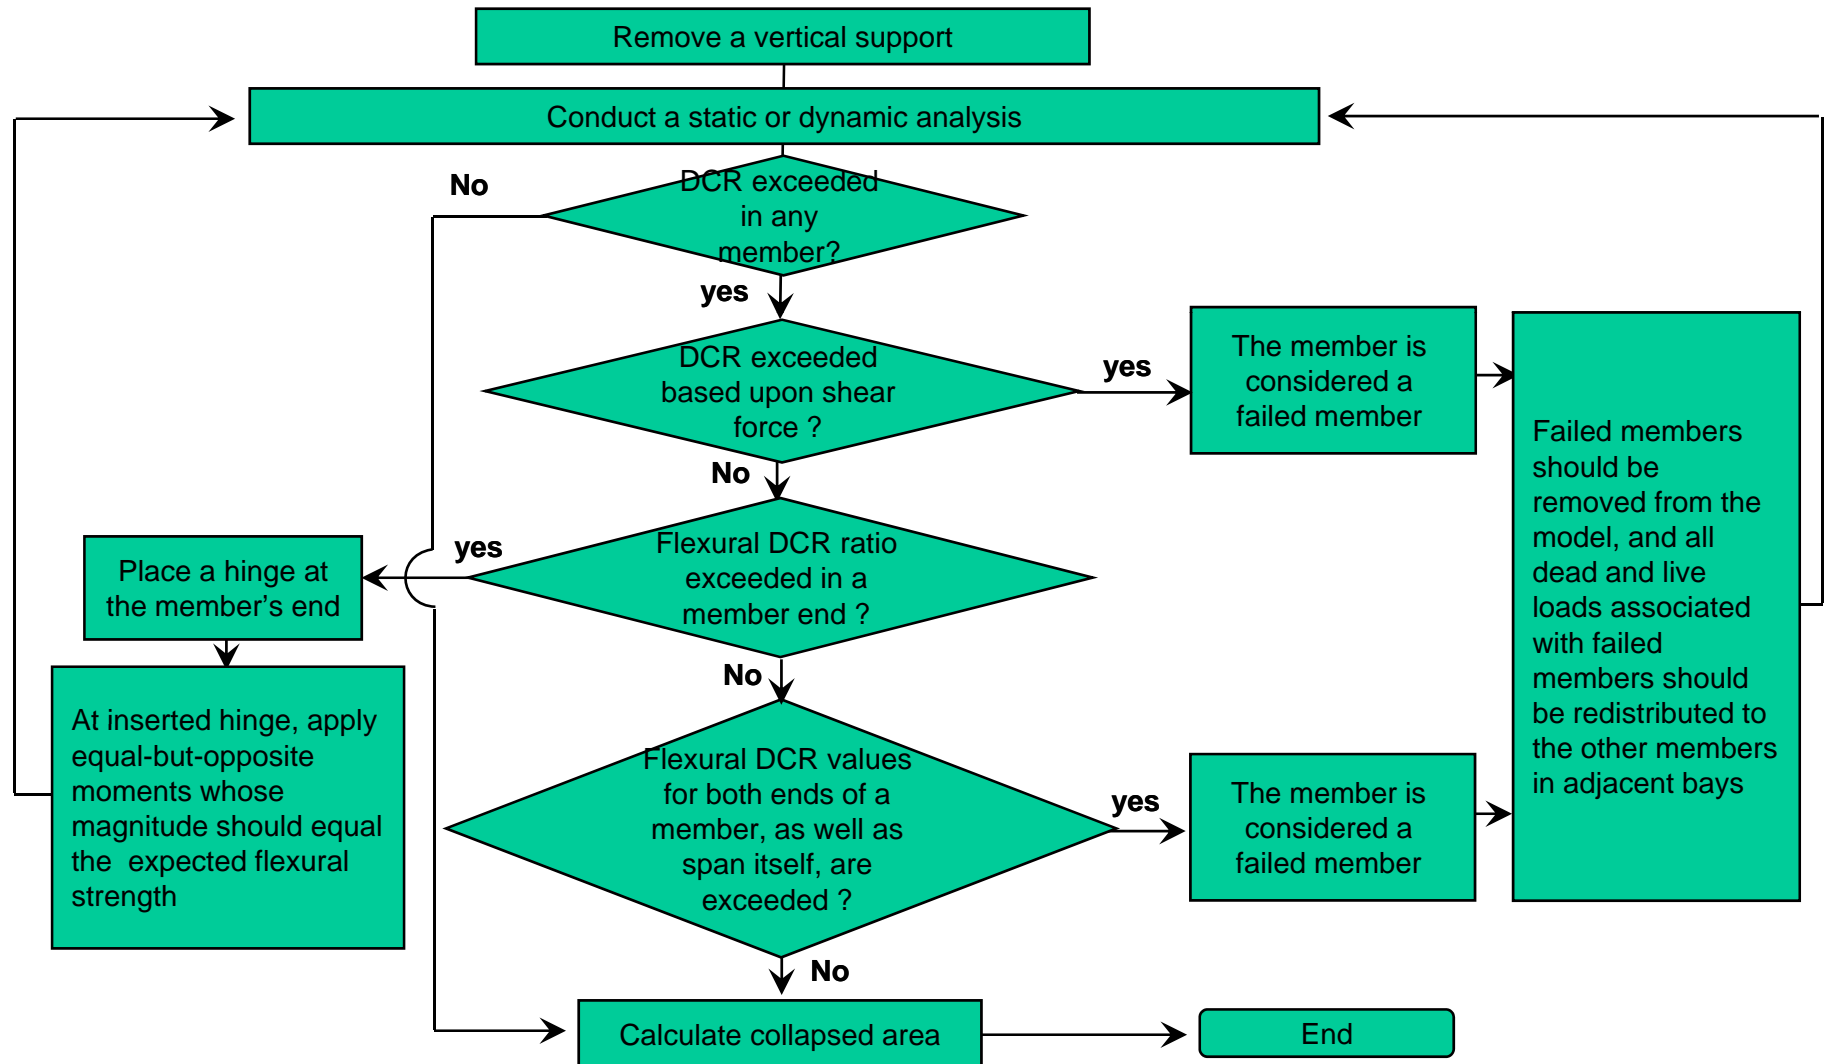 Remove a vertical support
Conduct a static or dynamic analysis
No
DCR exceeded
in any
member?
yes
DCR exceeded
based upon shear
force ?
yes
The member is
considered a
failed member
Failed members
should be
removed from the
model, and all
dead and live
loads associated
with failed
members should
be redistributed to
the other members
in adjacent bays
No
Flexural DCR ratio
exceeded in a
member end ?
yes
Place a hinge at
the member’s end
At inserted hinge, apply
equal-but-opposite
moments whose
magnitude should equal
the  expected flexural
strength
No
Flexural DCR values
for both ends of a
member, as well as
span itself, are
exceeded ?
yes
The member is
considered a
failed member
No
Calculate collapsed area
End